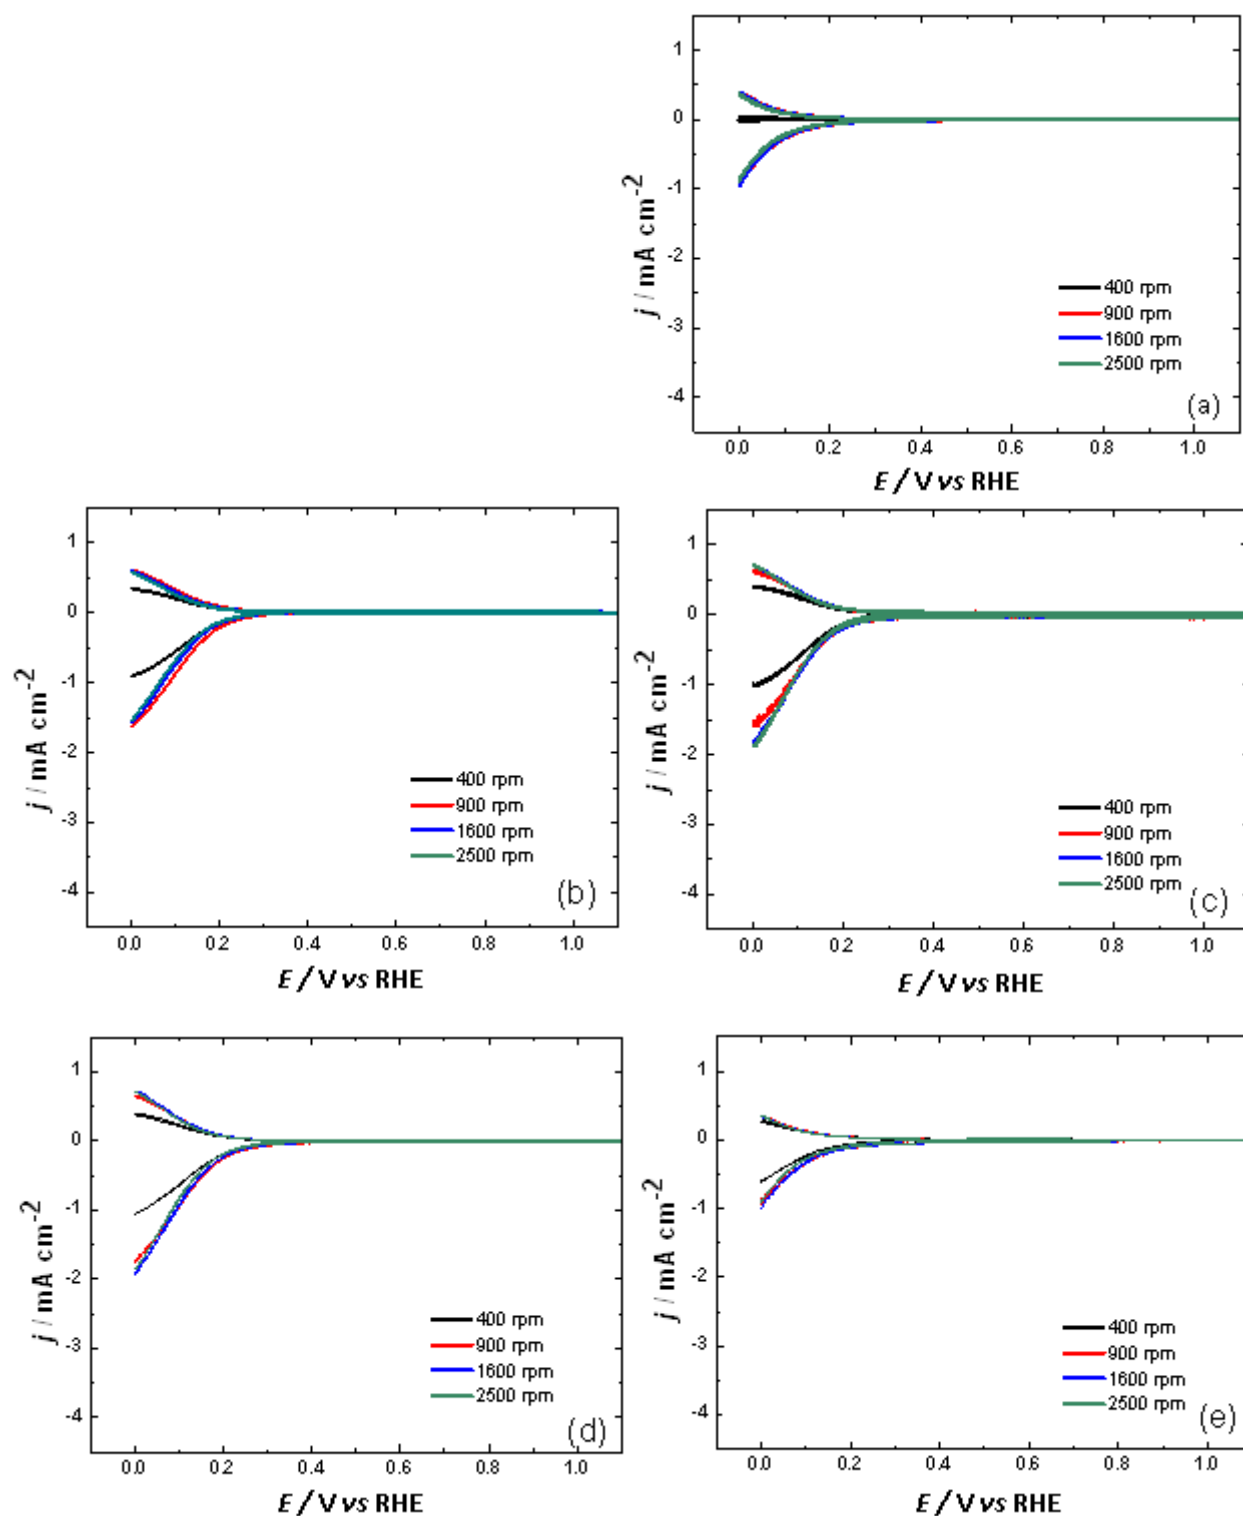 1
0
-1
-2
-3
-4
j / mA cm-2
400 rpm
900 rpm
1600 rpm
2500 rpm
(a)
0.0 0.2 0.4 0.6 0.8 1.0
E / V vs RHE
1
0
-1
-2
-3
-4
j / mA cm-2
400 rpm
900 rpm
1600 rpm
2500 rpm
(b)
0.0 0.2 0.4 0.6 0.8 1.0
E / V vs RHE
1
0
-1
-2
-3
-4
j / mA cm-2
400 rpm
900 rpm
1600 rpm
2500 rpm
(c)
0.0 0.2 0.4 0.6 0.8 1.0
E / V vs RHE
1
0
-1
-2
-3
-4
j / mA cm-2
400 rpm
900 rpm
1600 rpm
2500 rpm
(d)
0.0 0.2 0.4 0.6 0.8 1.0
E / V vs RHE
1
0
-1
-2
-3
-4
j / mA cm-2
400 rpm
900 rpm
1600 rpm
2500 rpm
(e)
0.0 0.2 0.4 0.6 0.8 1.0
E / V vs RHE